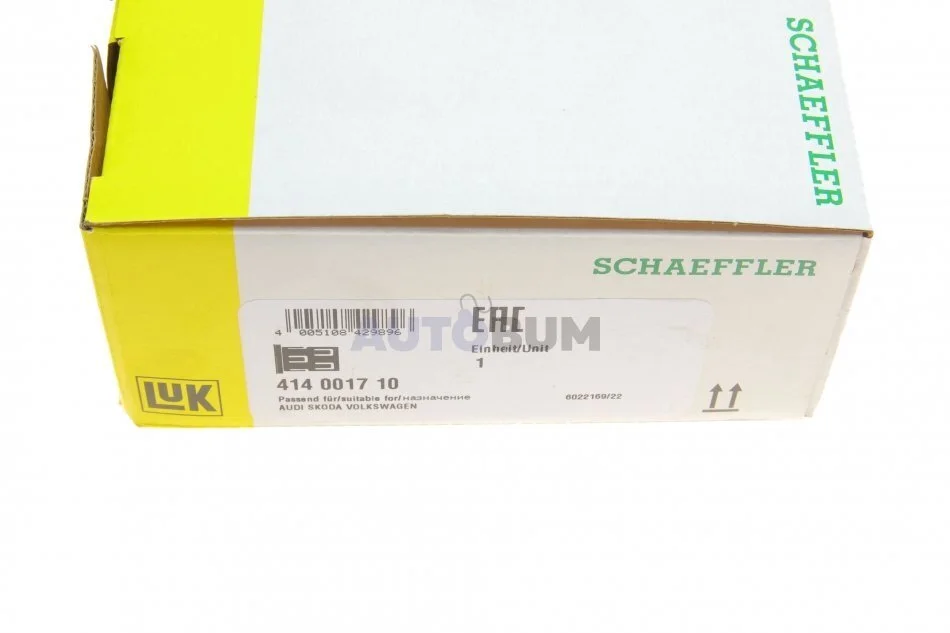 SCHAEFFLER
SCHAEFFLER
4 005108 429896
EAC
AUTOBUM
Einheit/Unit
1
414 0017 10
Passend für/suitable for/назначение
AUDI SKODA VOLKSWAGEN
6022169/22
LUK